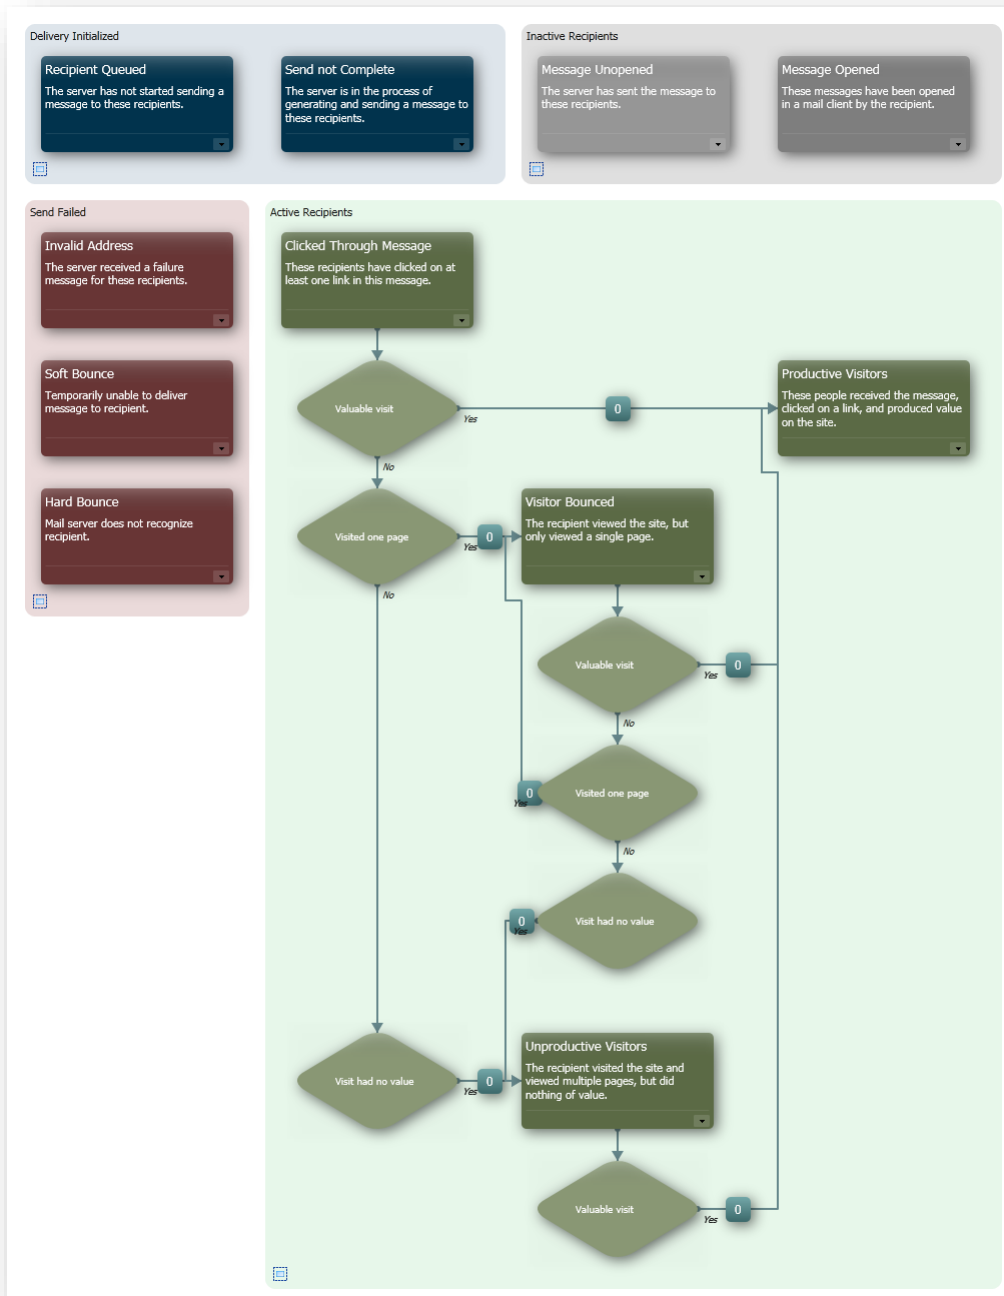 Delivery Initialized
Recipient Queued
The server has not started sending a
message to these recipients.
Send not Complete
The server is in the process of
generating and sending a message to
these recipients.
Inactive Recipients
Message Unopened
The server has sent the message to
these recipients.
Message Opened
These messages have been opened
in a mail client by the recipient.
Send Failed
Invalid Address
The server received a failure
message for these recipients.
Soft Bounce
Temporarily unable to deliver
message to recipient.
Hard Bounce
Mail server does not recognize
recipient.
Active Recipients
Clicked Through Message
These recipients have clicked on at
least one link in this message.
Valuable visit
Yes
0
No
Productive Visitors
These people received the message,
clicked on a link, and produced value
on the site.
Visited one page
Yes
0
No
Visitor Bounced
The recipient viewed the site, but
only viewed a single page.
Valuable visit
Yes
0
No
Visited one page
0
Yes
No
Visit had no value
0
Yes
Visit had no value
Yes
0
Unproductive Visitors
The recipient visited the site and
viewed multiple pages, but did
nothing of value.
Valuable visit
Yes
0